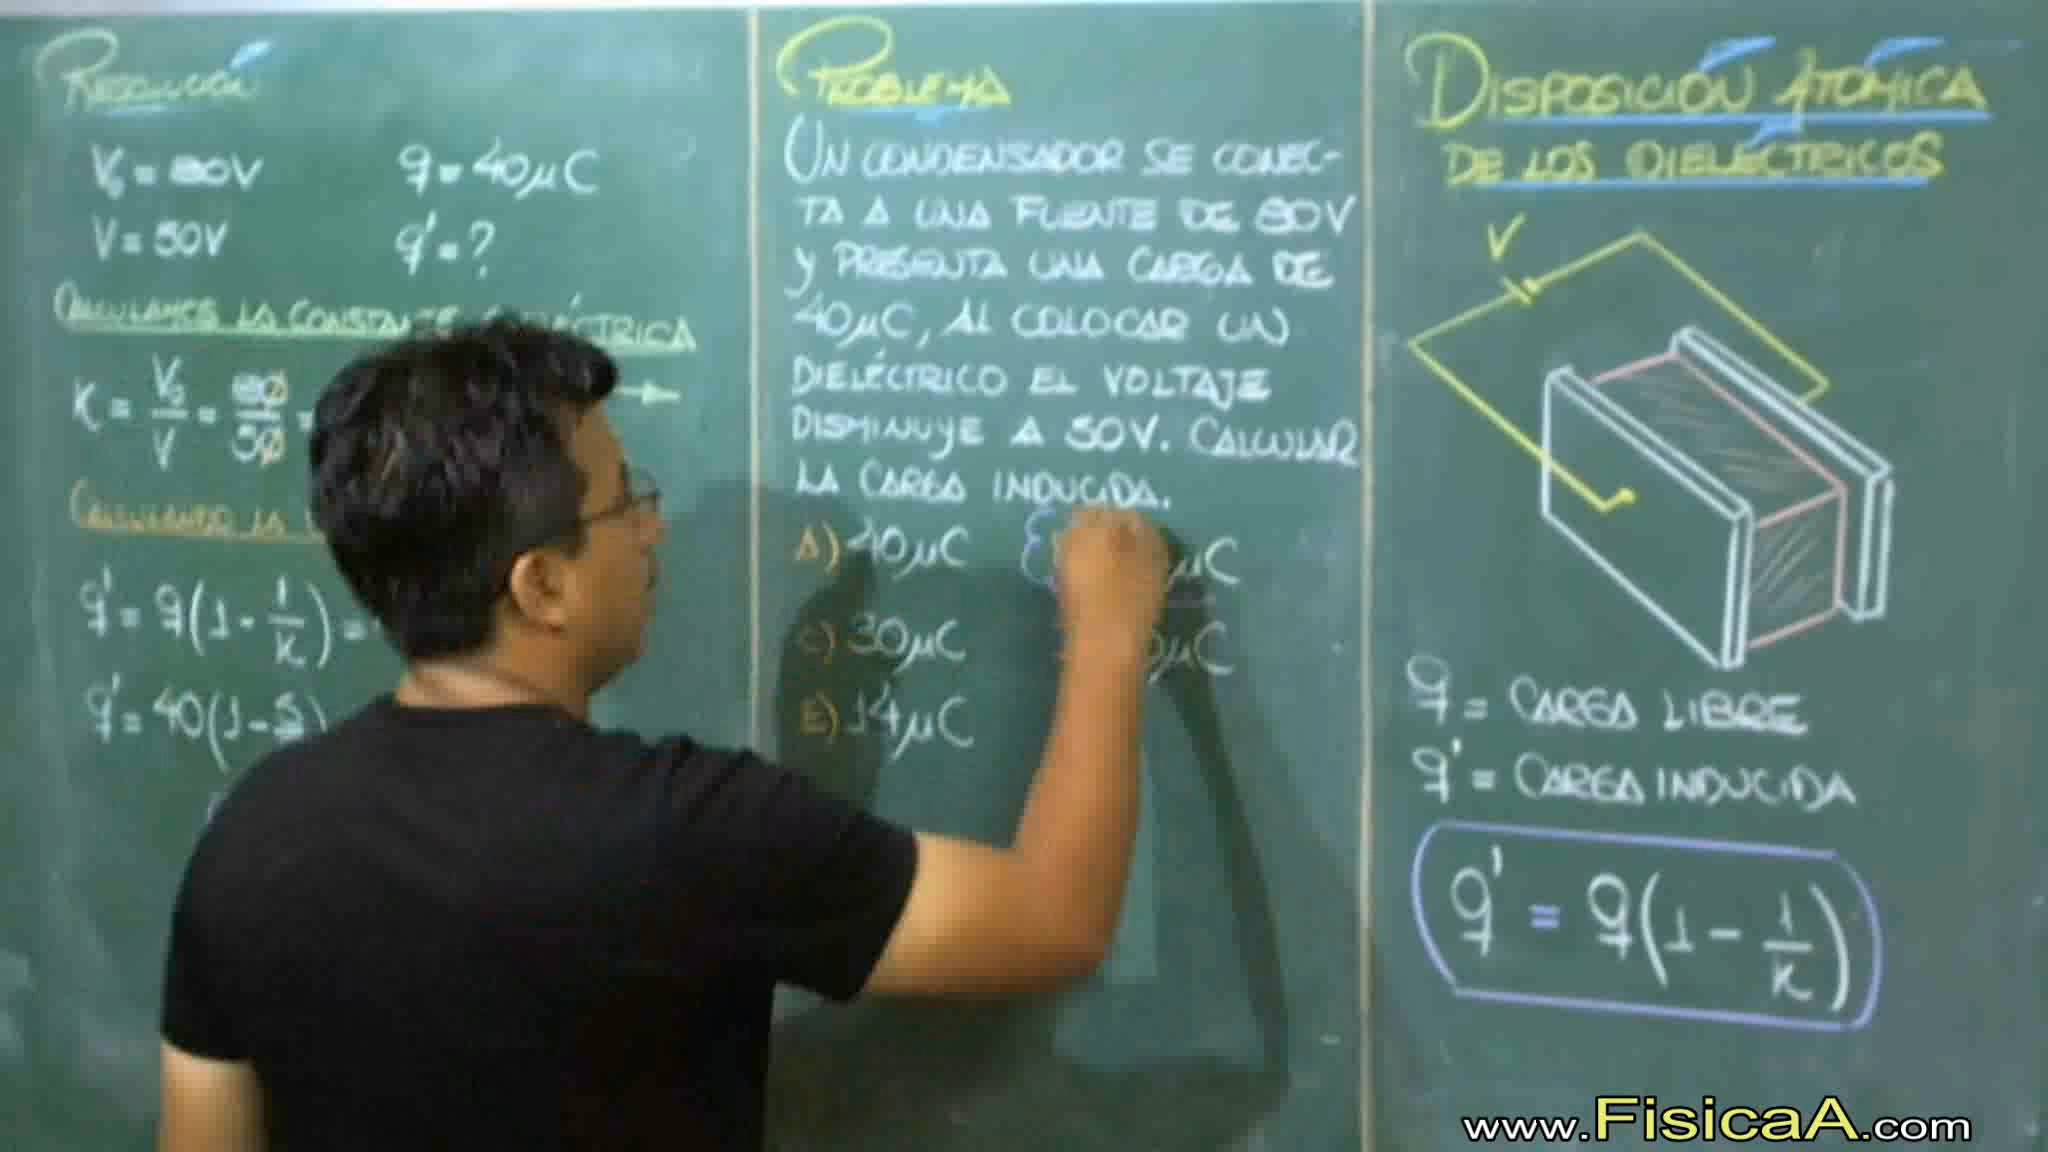 RESOLUCIÓN
V₀ = 80V q = 40μC
V = 50V q' = ?
CALCULAMOS LA CONSTANTE DIELÉCTRICA
K = V₀/V = 80/50 =
CALCULANDO LA
q' = q(1 - 1/K) =
q' = 40(1 - 5
PROBLEMA
UN CONDENSADOR SE CONEC-
TA A UNA FUENTE DE 80V
Y PRESENTA UNA CARGA DE
40μC, AL COLOCAR UN
DIELÉCTRICO EL VOLTAJE
DISMINUYE A 50V. CALCULAR
LA CARGA INDUCIDA.
A) 40μC μC
C) 30μC 0μC
E) 14μC
DISPOSICIÓN ATÓMICA
DE LOS DIELÉCTRICOS
V
q = CARGA LIBRE
q' = CARGA INDUCIDA
q' = q(1 - 1/K)
www.FisicaA.com